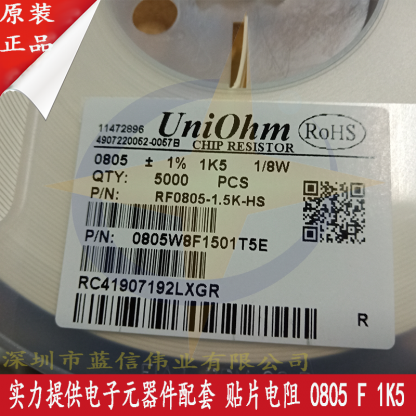 原装
正品
11472896
4907220052-0057B
UniOhm
CHIP RESISTOR
RoHS
0805 ± 1% 1K5 1/8W
QTY: 5000 PCS
P/N: RF0805-1.5K-HS
P/N: 0805W8F1501T5E
RC41907192LXGR
R
深圳市蓝信伟业有限公司
实力提供电子元器件配套 贴片电阻 0805 F 1K5